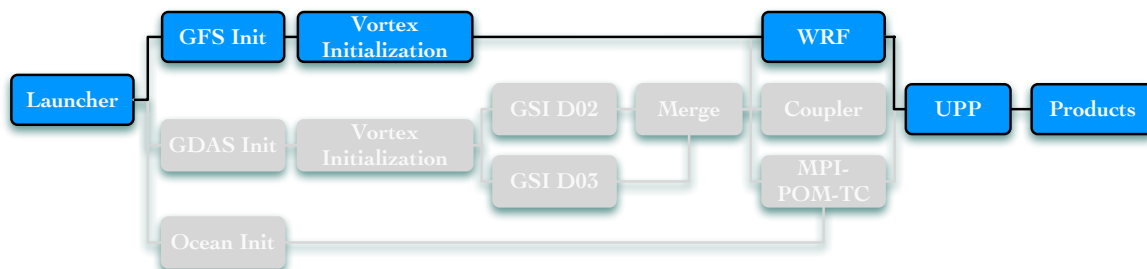 GFS Init
Vortex
Initialization
WRF
Launcher
GSI D02
Merge
Coupler
UPP
Products
GDAS Init
Vortex
Initialization
GSI D03
MPI-
POM-TC
Ocean Init